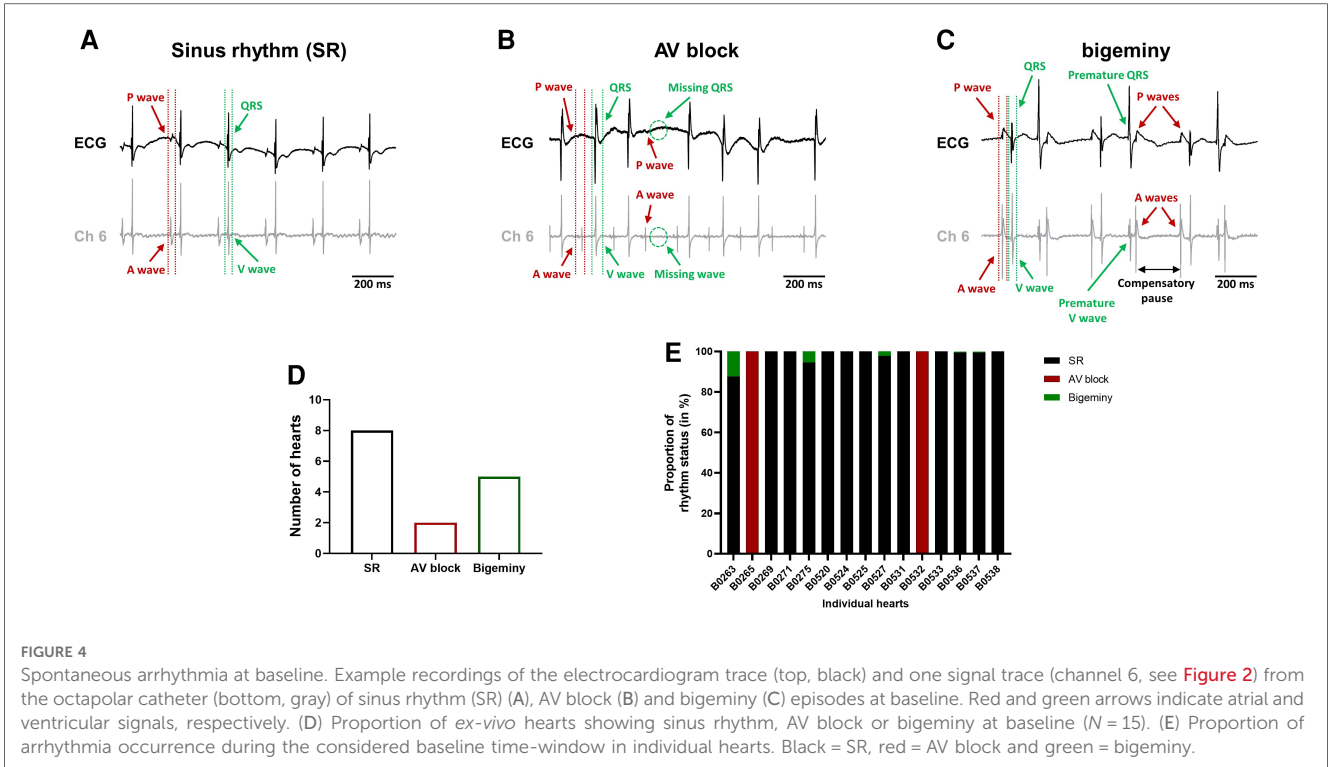 A
Sinus rhythm (SR)
P wave
QRS
ECG
Ch 6
A wave
V wave
200 ms
B
AV block
P wave
QRS
Missing QRS
ECG
P wave
A wave
Ch 6
A wave
V wave
Missing wave
200 ms
C
bigeminy
QRS
Premature QRS
P wave
P waves
ECG
A waves
Ch 6
A wave
V wave
Premature
V wave
Compensatory
pause
200 ms
D
Number of hearts
10
8
6
4
2
0
SR
AV block
Bigeminy
E
Proportion of
rhythm status (in %)
100
80
60
40
20
0
B0263
B0265
B0269
B0271
B0275
B0520
B0524
B0525
B0527
B0531
B0532
B0533
B0536
B0537
B0538
Individual hearts
SR
AV block
Bigeminy
FIGURE 4
Spontaneous arrhythmia at baseline. Example recordings of the electrocardiogram trace (top, black) and one signal trace (channel 6, see Figure 2) from
the octapolar catheter (bottom, gray) of sinus rhythm (SR) (A), AV block (B) and bigeminy (C) episodes at baseline. Red and green arrows indicate atrial and
ventricular signals, respectively. (D) Proportion of ex-vivo hearts showing sinus rhythm, AV block or bigeminy at baseline (N = 15). (E) Proportion of
arrhythmia occurrence during the considered baseline time-window in individual hearts. Black = SR, red = AV block and green = bigeminy.